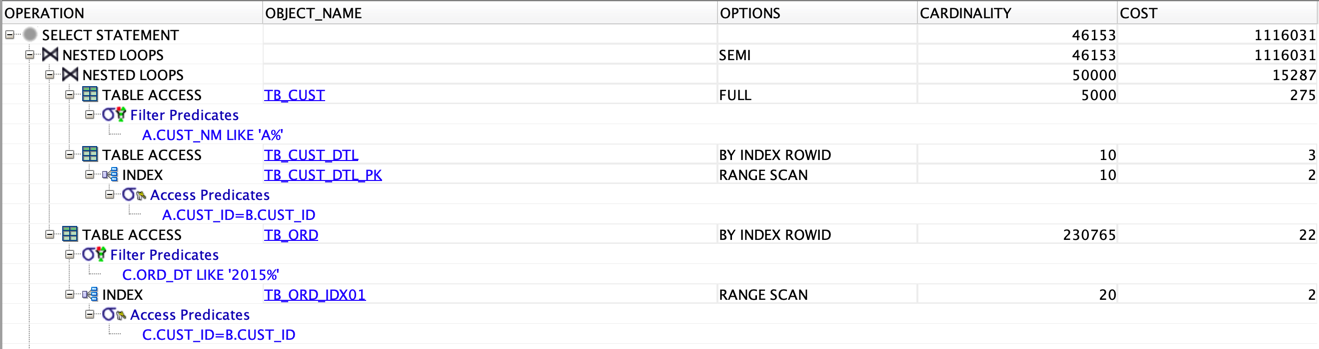 OPERATION OBJECT_NAME OPTIONS CARDINALITY COST
SELECT STATEMENT 46153 1116031
NESTED LOOPS SEMI 46153 1116031
NESTED LOOPS 50000 15287
TABLE ACCESS TB_CUST FULL 5000 275
Filter Predicates
A.CUST_NM LIKE 'A%'
TABLE ACCESS TB_CUST_DTL BY INDEX ROWID 10 3
INDEX TB_CUST_DTL_PK RANGE SCAN 10 2
Access Predicates
A.CUST_ID=B.CUST_ID
TABLE ACCESS TB_ORD BY INDEX ROWID 230765 22
Filter Predicates
C.ORD_DT LIKE '2015%'
INDEX TB_ORD_IDX01 RANGE SCAN 20 2
Access Predicates
C.CUST_ID=B.CUST_ID